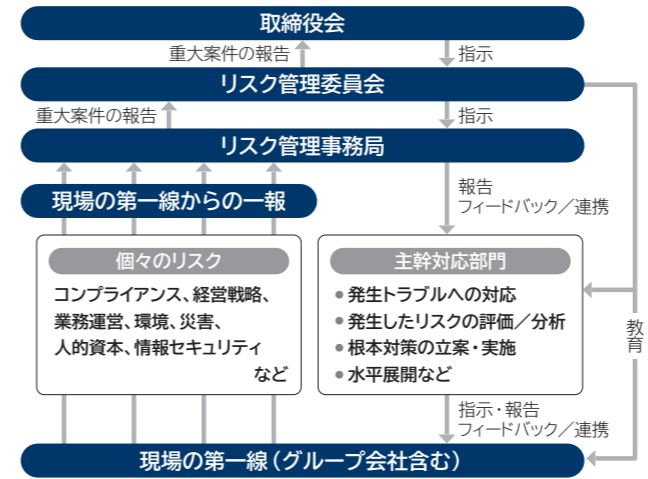 取締役会
重大案件の報告
指示
リスク管理委員会
重大案件の報告
指示
リスク管理事務局
現場の第一線からの一報
報告
フィードバック／連携
個々のリスク
コンプライアンス、経営戦略、
業務運営、環境、災害、
人的資本、情報セキュリティ
など
主幹対応部門
● 発生トラブルへの対応
● 発生したリスクの評価／分析
● 根本対策の立案・実施
● 水平展開など
教育
指示・報告
フィードバック／連携
現場の第一線（グループ会社含む）